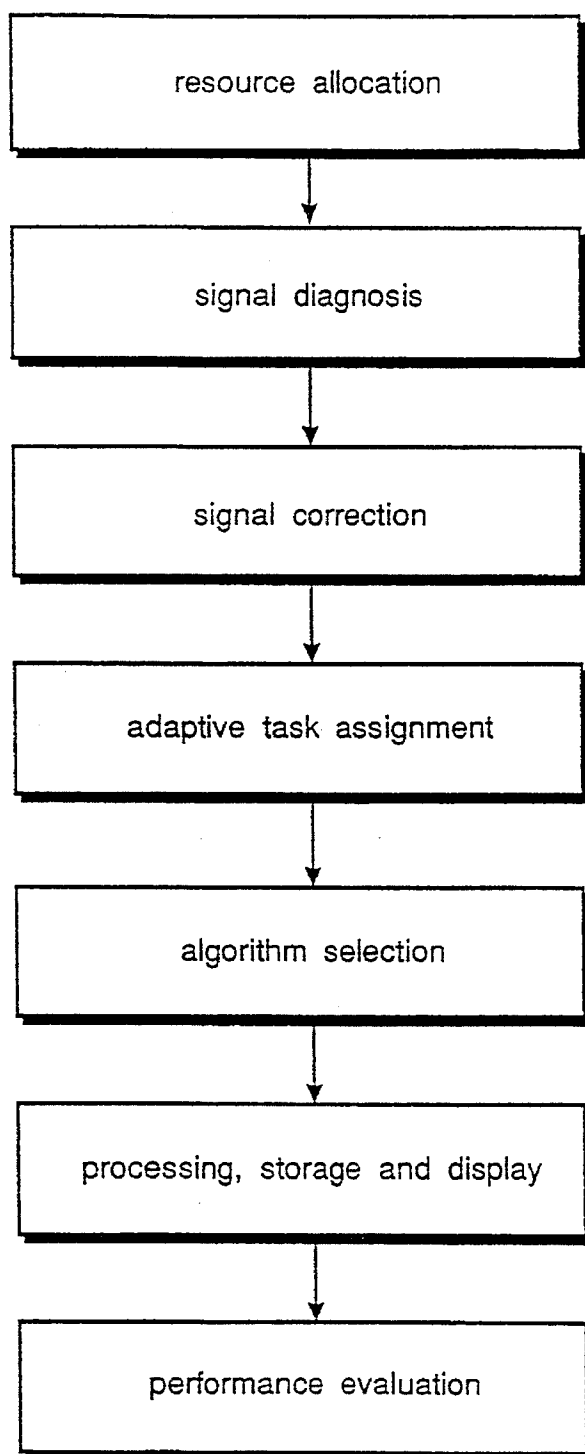 resource allocation
signal diagnosis
signal correction
adaptive task assignment
algorithm selection
processing, storage and display
performance evaluation